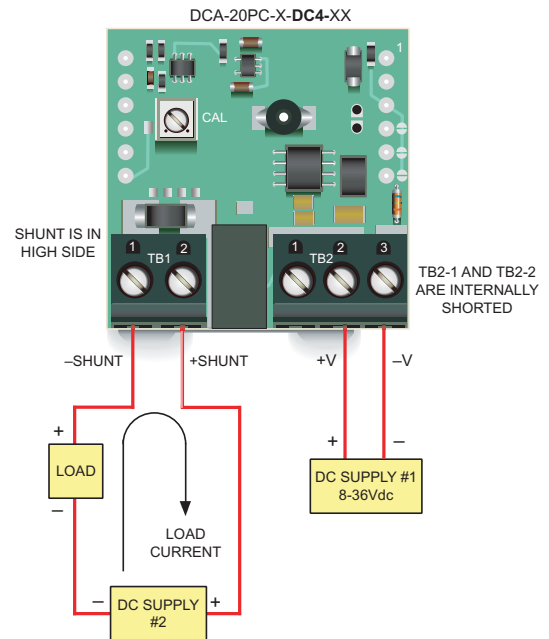 DCA-20PC-X-DC4-XX
1
CAL
SHUNT IS IN
HIGH SIDE
1 2
TB1
1 2 3
TB2
TB2-1 AND TB2-2
ARE INTERNALLY
SHORTED
–SHUNT +SHUNT
+V –V
+
LOAD
–
+ –
DC SUPPLY #1
8-36Vdc
LOAD
CURRENT
– +
DC SUPPLY
#2